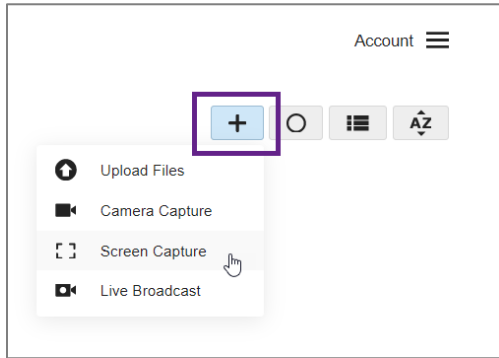 Account
AZ
Upload Files
Camera Capture
Screen Capture
Live Broadcast